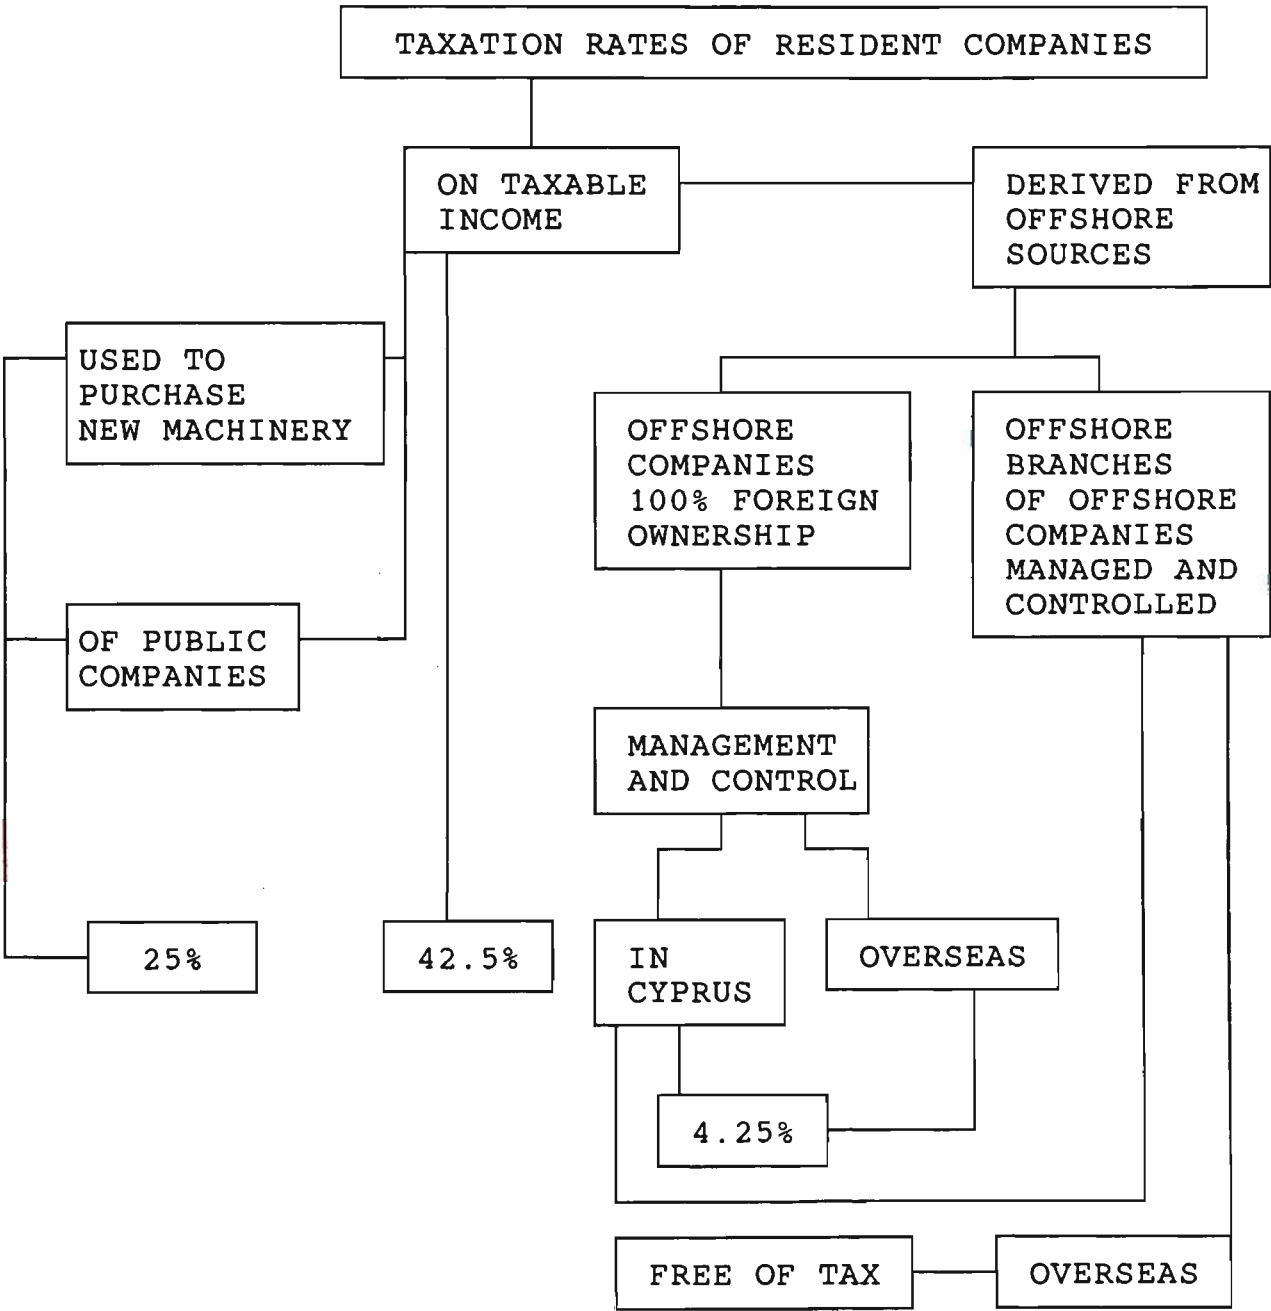 TAXATION RATES OF RESIDENT COMPANIES
ON TAXABLE
INCOME
DERIVED FROM
OFFSHORE
SOURCES
USED TO
PURCHASE
NEW MACHINERY
OFFSHORE
COMPANIES
100% FOREIGN
OWNERSHIP
OFFSHORE
BRANCHES
OF OFFSHORE
COMPANIES
MANAGED AND
CONTROLLED
OF PUBLIC
COMPANIES
MANAGEMENT
AND CONTROL
25%
42.5%
IN
CYPRUS
OVERSEAS
4.25%
FREE OF TAX
OVERSEAS